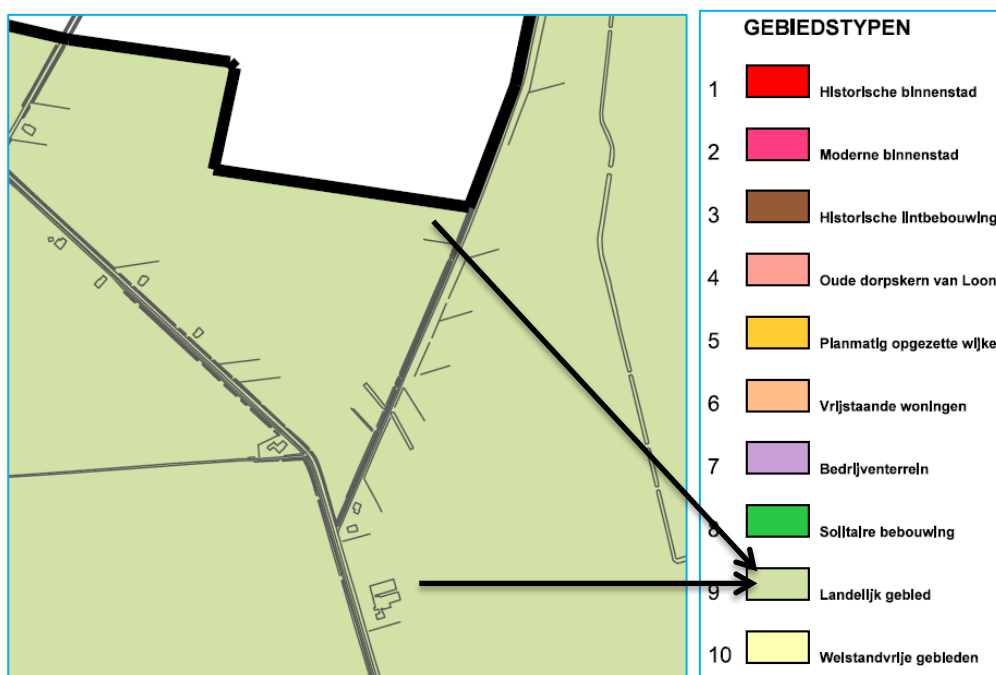 GEBIEDSTYPEN
1 Historische binnenstad
2 Moderne binnenstad
3 Historische lintbebouwing
4 Oude dorpskern van Loon
5 Planmatig opgezette wijke
6 Vrijstaande woningen
7 Bedrijventerrein
8 Solitaire bebouwing
9 Landelijk gebied
10 Welstandvrije gebieden